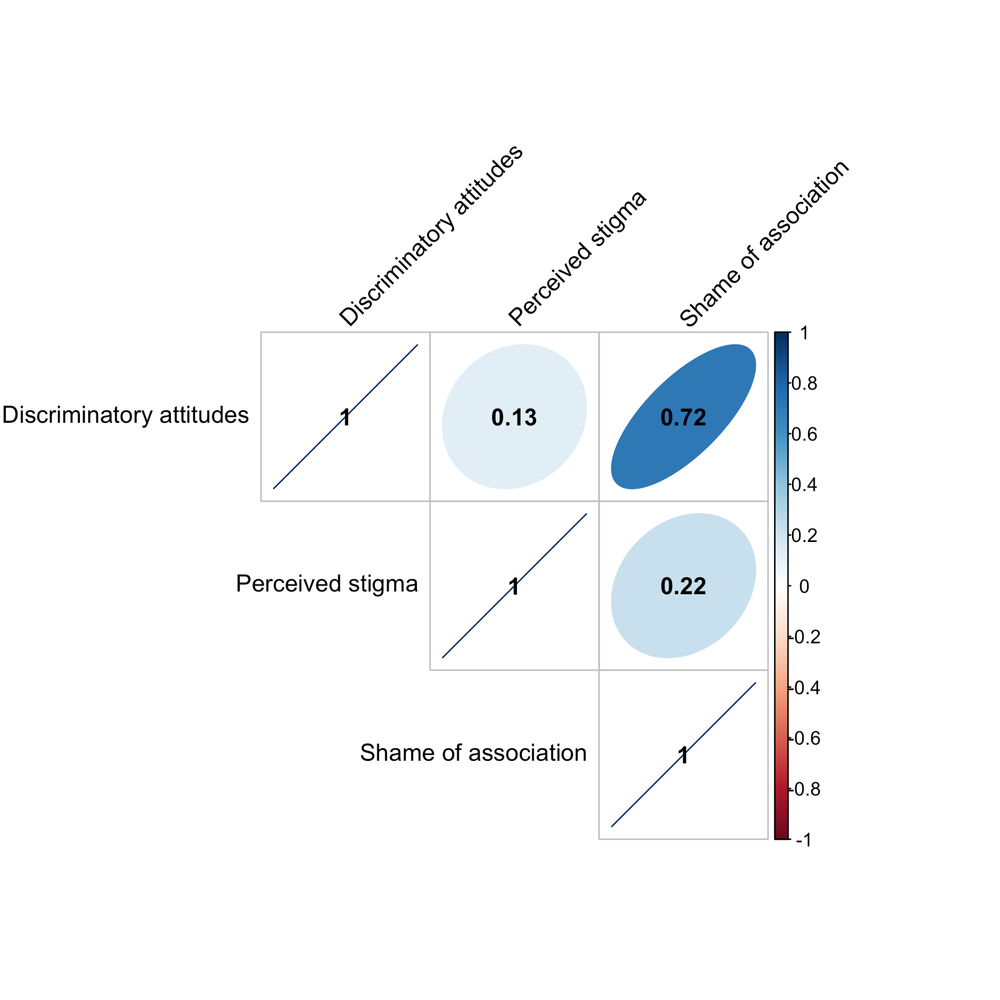 Discriminatory attitudes
Perceived stigma
Shame of association
Discriminatory attitudes
1
0.13
0.72
Perceived stigma
1
0.22
Shame of association
1
1
0.8
0.6
0.4
0.2
0
-0.2
-0.4
-0.6
-0.8
-1